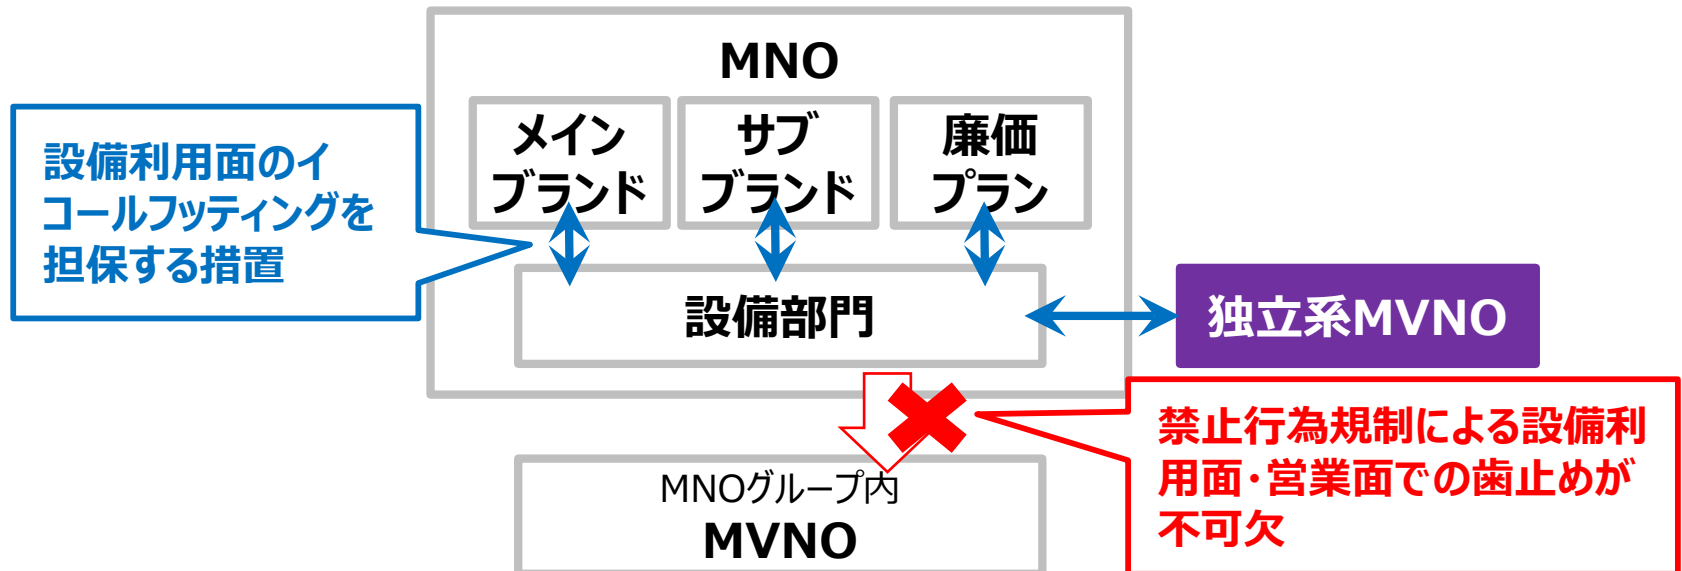 MNO
メイン
ブランド
サブ
ブランド
廉価
プラン
設備利用面のイ
コールフッティングを
担保する措置
設備部門
独立系MVNO
禁止行為規制による設備利
用面・営業面での歯止めが
不可欠
MNOグループ内
MVNO